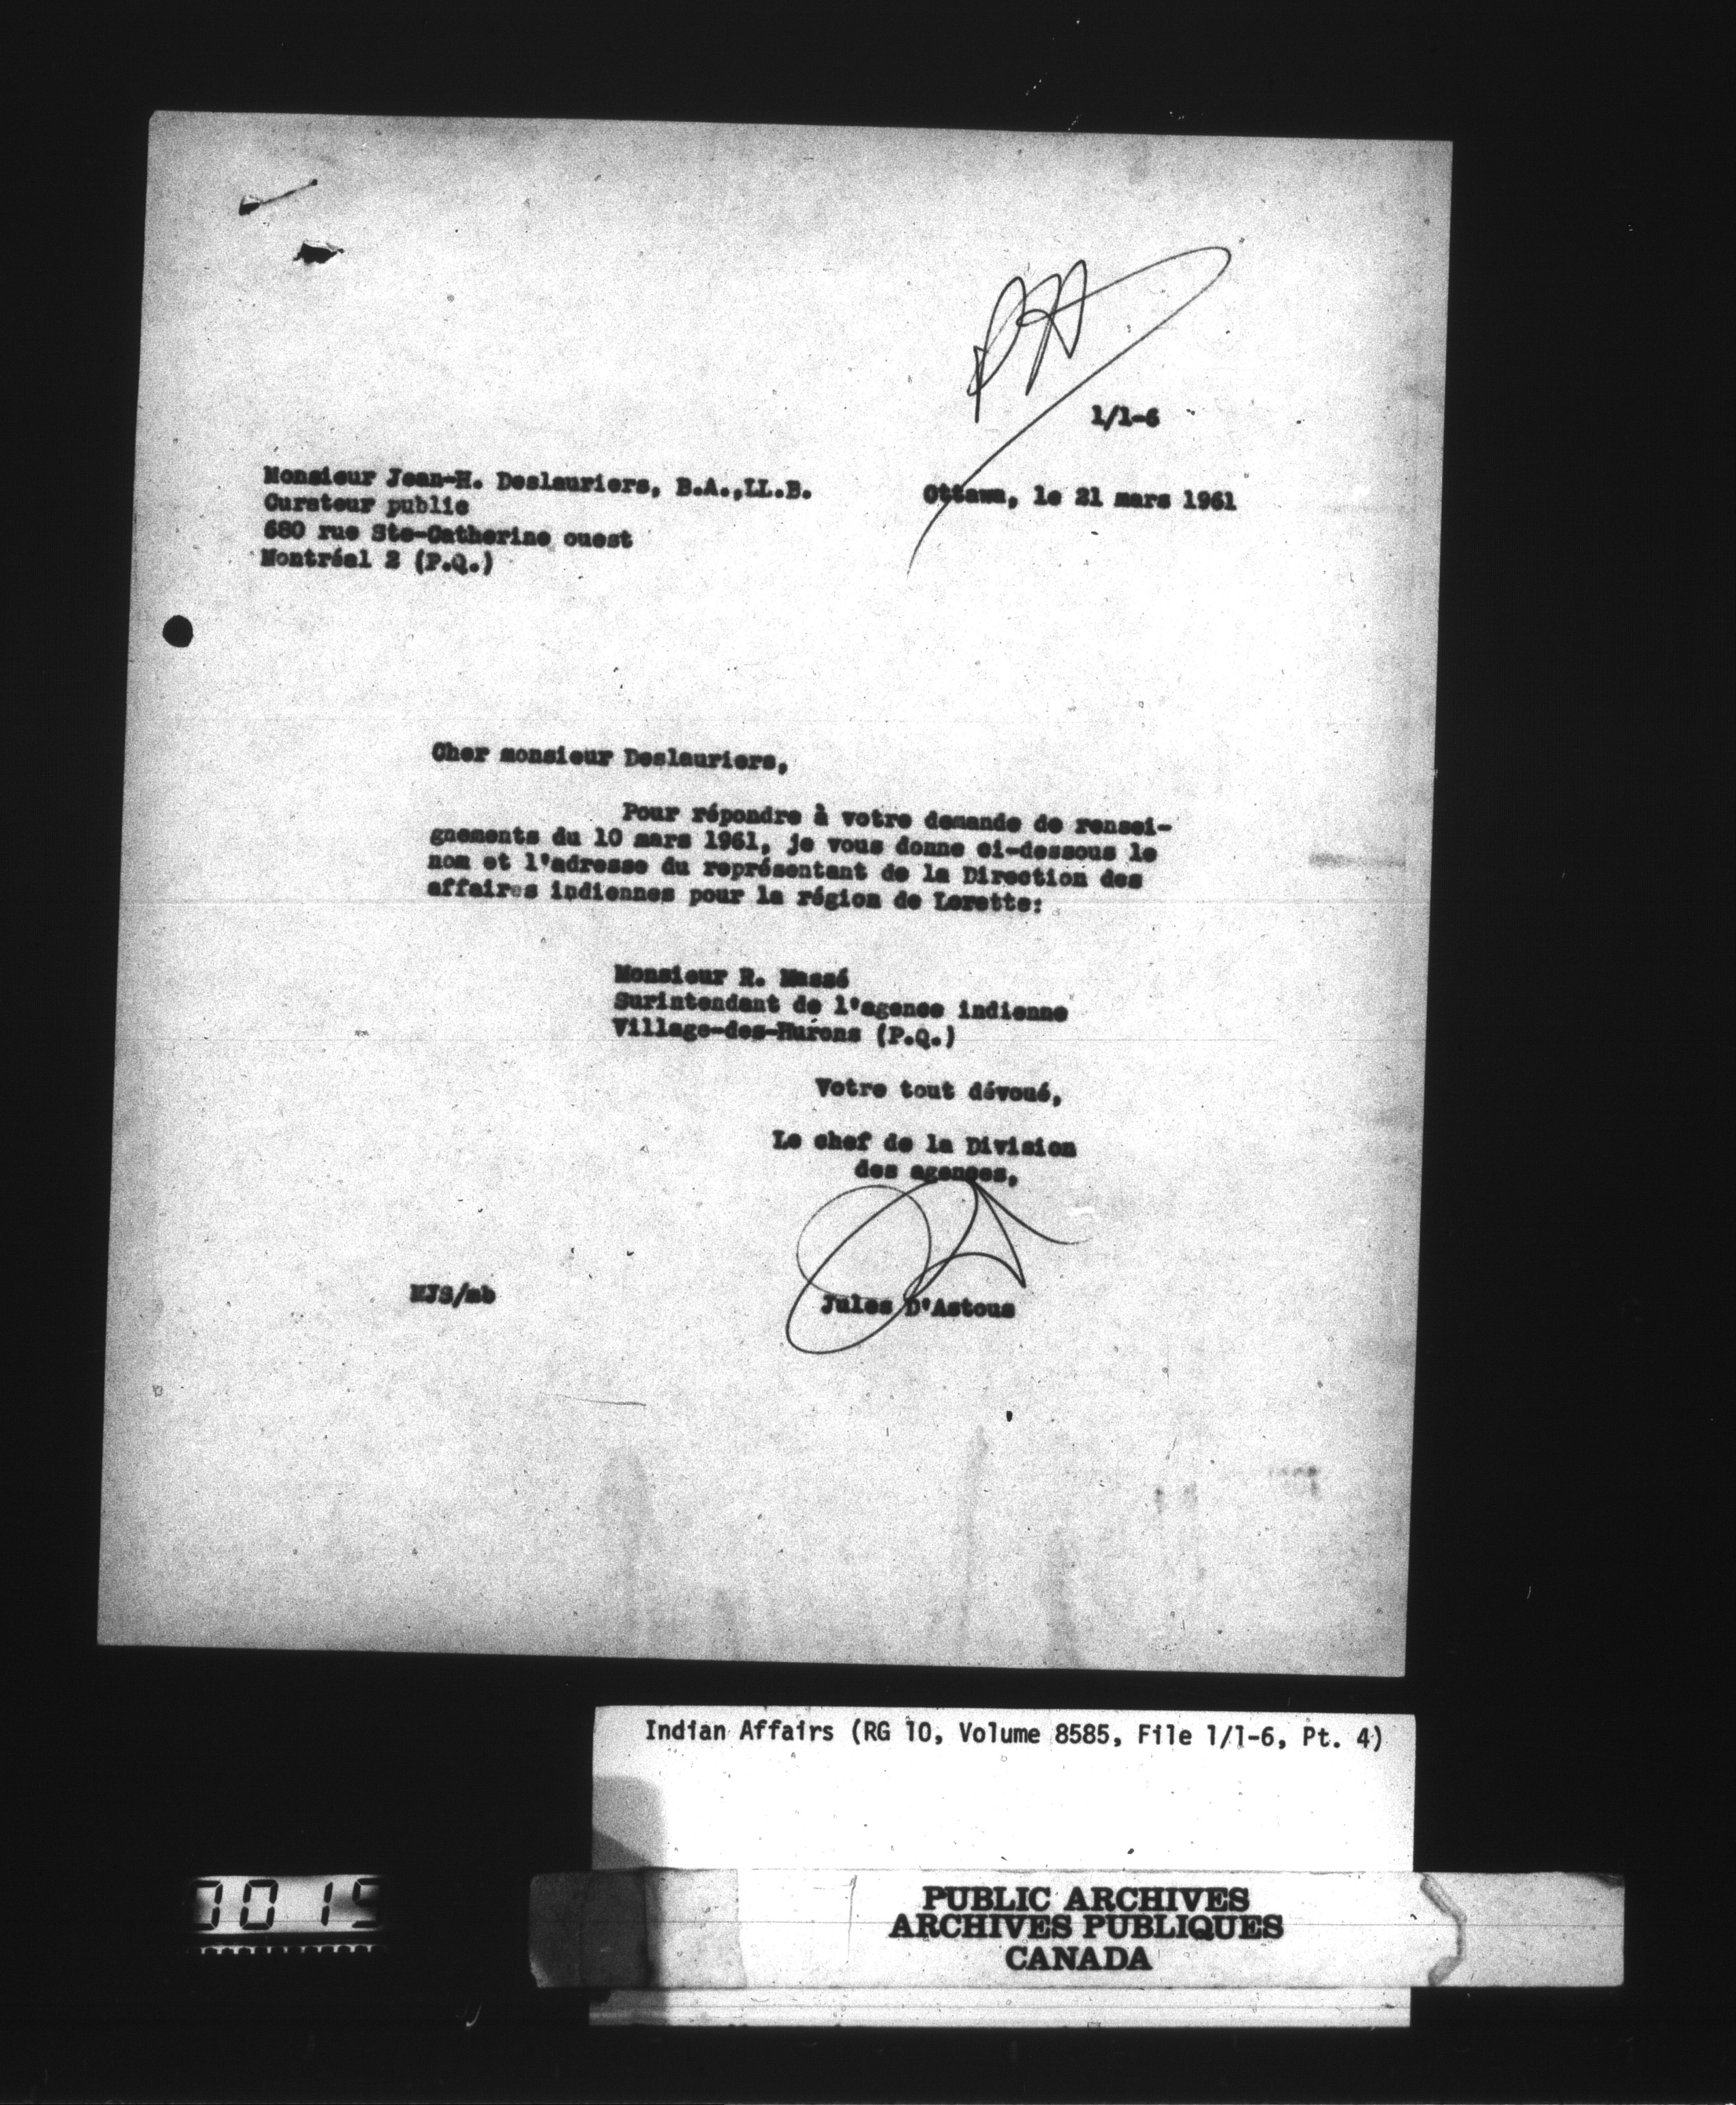 PA
1/1-6
Monsieur Jean-H. Deslauriers, B.A.,LL.B.
Curateur public
680 rue Ste-Catherine ouest
Montréal 2 (P.Q.)
Ottawa, le 21 mars 1961
Cher monsieur Deslauriers,
Pour répondre à votre demande de rensei-
gnements du 10 mars 1961, je vous donne ci-dessous le
nom et l'adresse du représentant de la Direction des
affaires indiennes pour la région de Lorette:
Monsieur R. Massé
Surintendant de l'agence indienne
Village-des-Hurons (P.Q.)
Votre tout dévoué,
Le chef de la Division
des agences,
MJS/mb
Jules D'Astous
Indian Affairs (RG 10, Volume 8585, File 1/1-6, Pt. 4)
PUBLIC ARCHIVES
ARCHIVES PUBLIQUES
CANADA